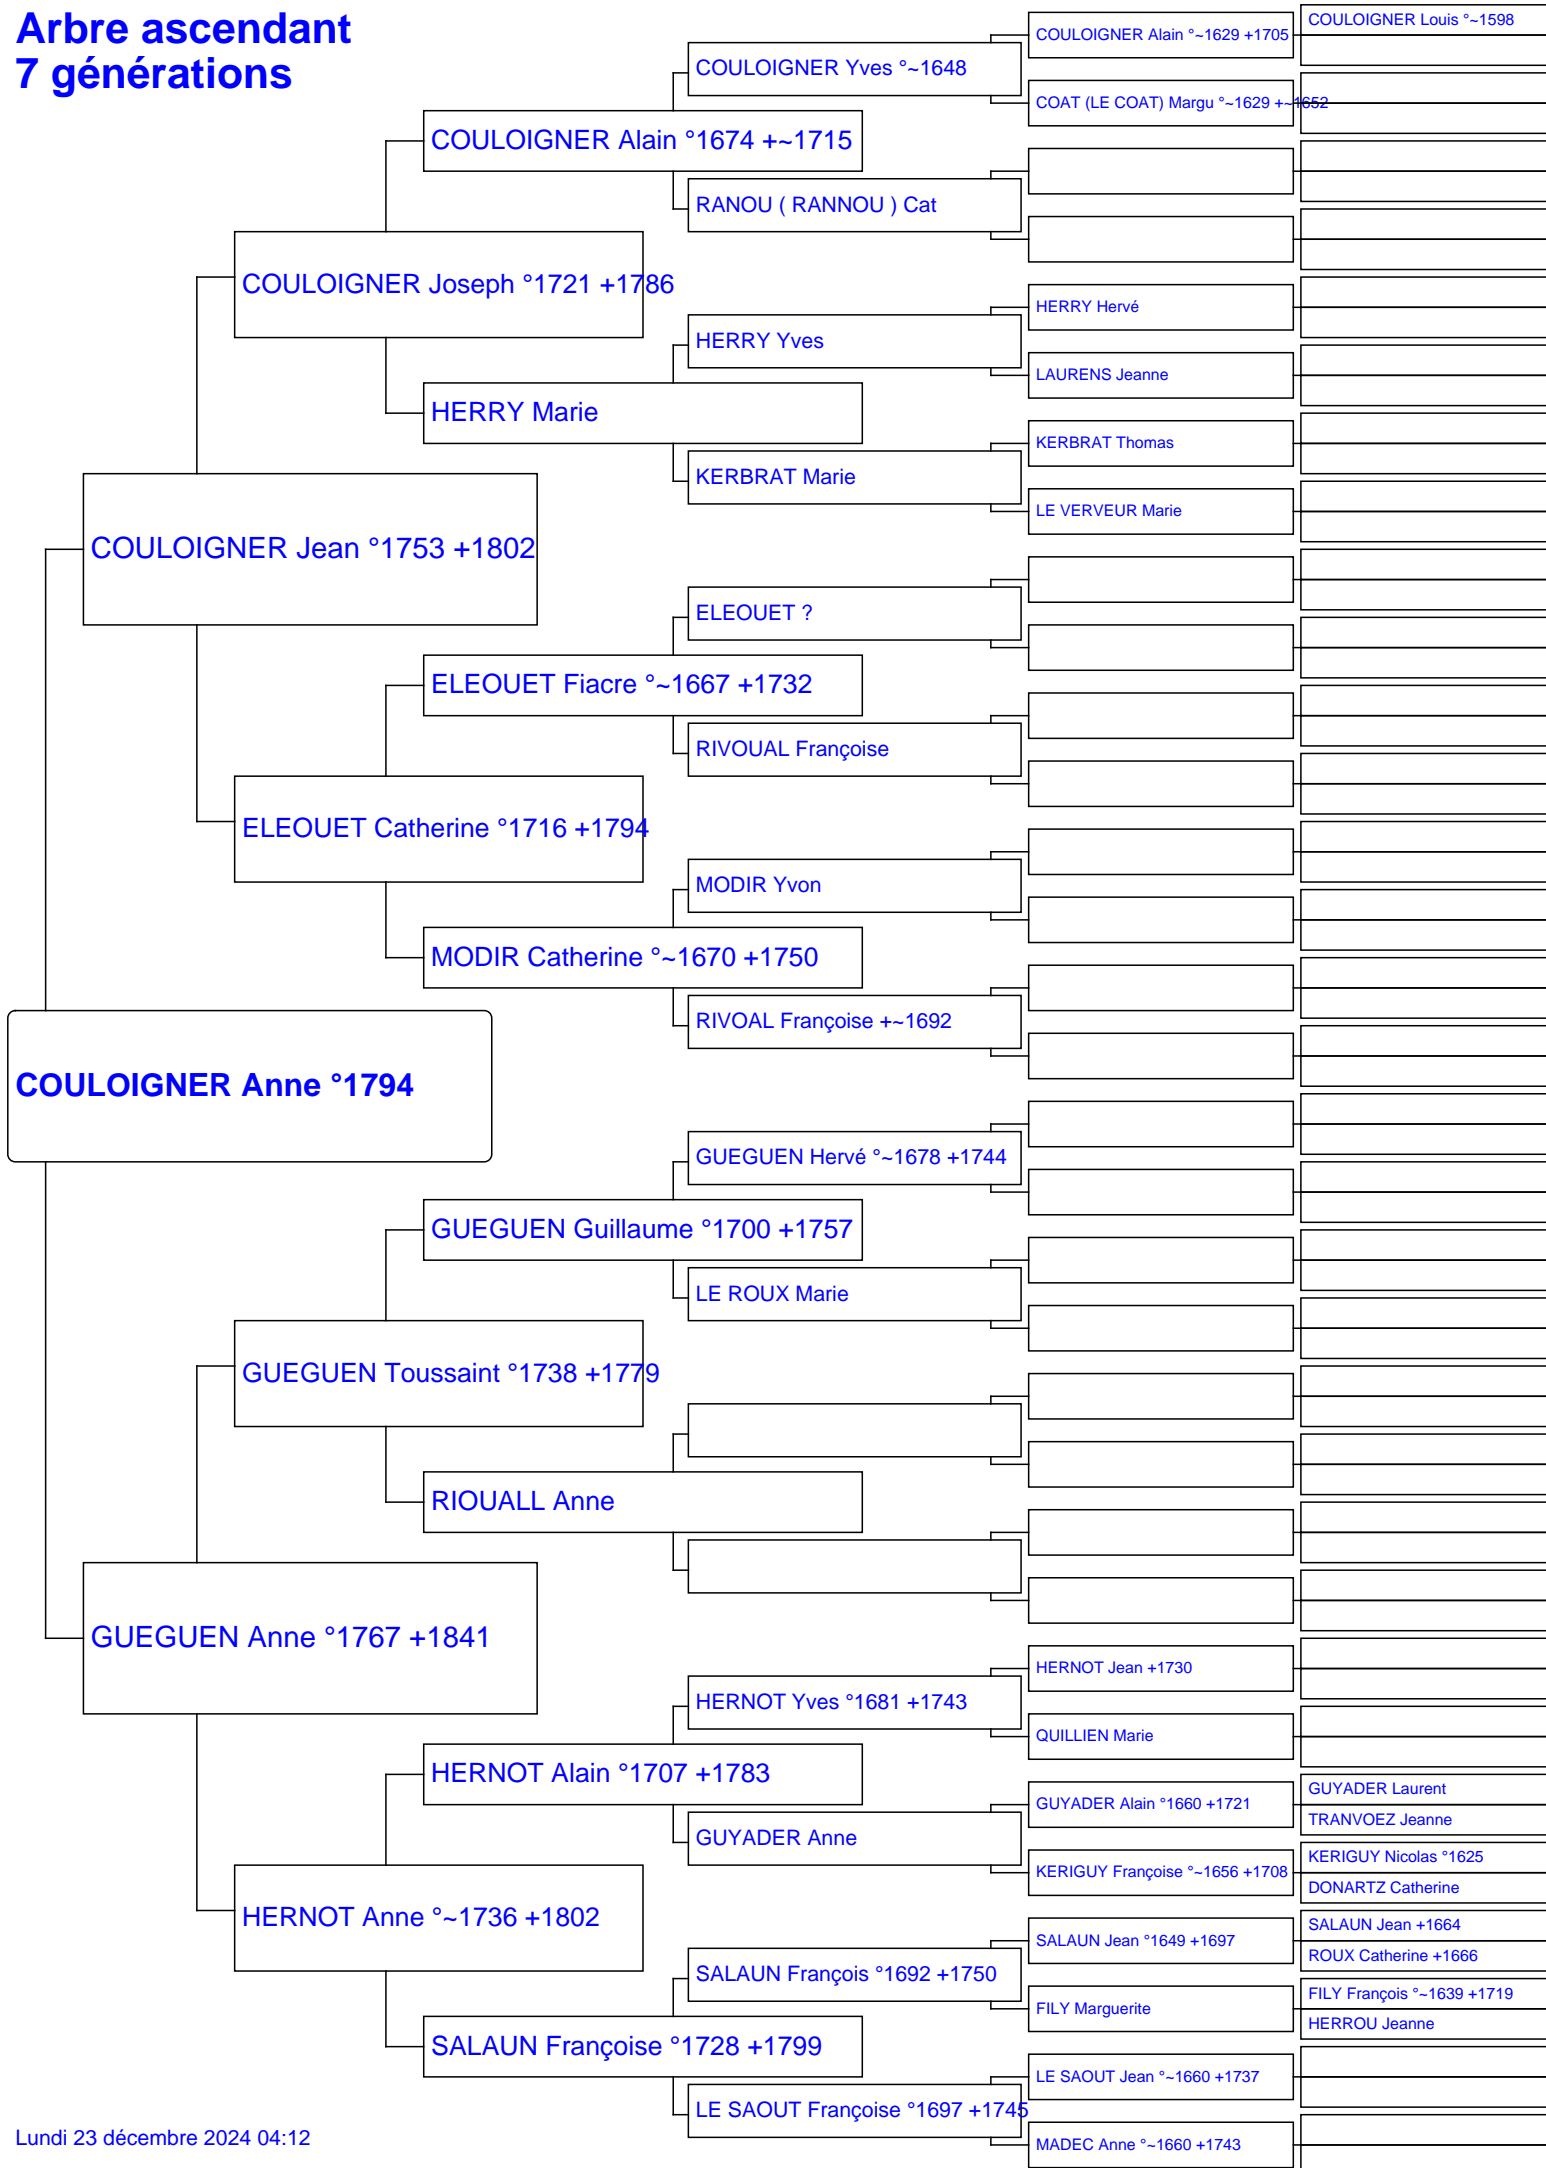 Arbre ascendant
7 générations
COULOIGNER Anne °1794
COULOIGNER Jean °1753 +1802
GUEGUEN Anne °1767 +1841
COULOIGNER Joseph °1721 +1786
ELEOUET Catherine °1716 +1794
GUEGUEN Toussaint °1738 +1779
HERNOT Anne °~1736 +1802
COULOIGNER Alain °1674 +~1715
HERRY Marie
ELEOUET Fiacre °~1667 +1732
MODIR Catherine °~1670 +1750
GUEGUEN Guillaume °1700 +1757
RIOUALL Anne
HERNOT Alain °1707 +1783
SALAUN Françoise °1728 +1799
COULOIGNER Yves °~1648
RANOU ( RANNOU ) Cat
HERRY Yves
KERBRAT Marie
ELEOUET ?
RIVOUAL Françoise
MODIR Yvon
RIVOAL Françoise +~1692
GUEGUEN Hervé °~1678 +1744
LE ROUX Marie
HERNOT Yves °1681 +1743
GUYADER Anne
SALAUN François °1692 +1750
LE SAOUT Françoise °1697 +1745
COULOIGNER Alain °~1629 +1705
COAT (LE COAT) Margu °~1629 +~1652
HERRY Hervé
LAURENS Jeanne
KERBRAT Thomas
LE VERVEUR Marie
HERNOT Jean +1730
QUILLIEN Marie
GUYADER Alain °1660 +1721
KERIGUY Françoise °~1656 +1708
SALAUN Jean °1649 +1697
FILY Marguerite
LE SAOUT Jean °~1660 +1737
MADEC Anne °~1660 +1743
COULOIGNER Louis °~1598
GUYADER Laurent
TRANVOEZ Jeanne
KERIGUY Nicolas °1625
DONARTZ Catherine
SALAUN Jean +1664
ROUX Catherine +1666
FILY François °~1639 +1719
HERROU Jeanne
Lundi 23 décembre 2024 04:12